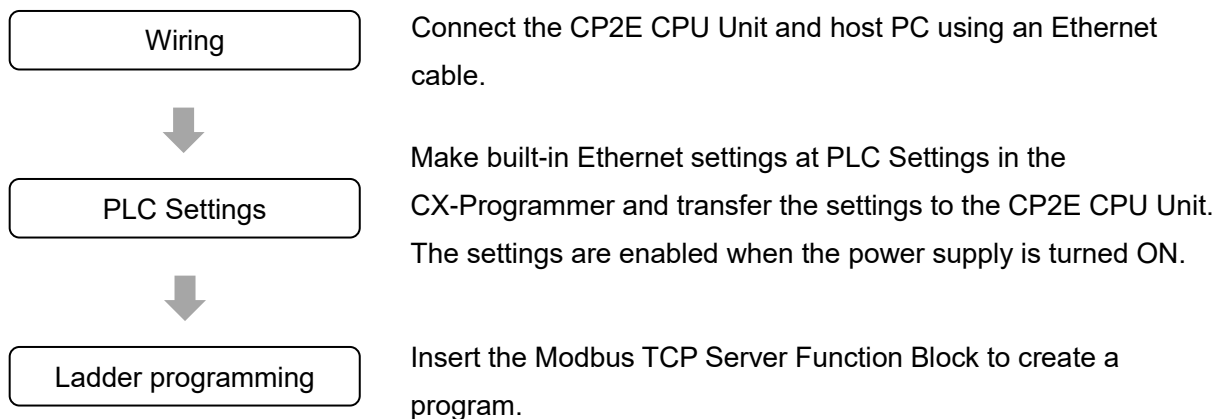 Wiring
Connect the CP2E CPU Unit and host PC using an Ethernet
cable.
PLC Settings
Make built-in Ethernet settings at PLC Settings in the
CX-Programmer and transfer the settings to the CP2E CPU Unit.
The settings are enabled when the power supply is turned ON.
Ladder programming
Insert the Modbus TCP Server Function Block to create a
program.